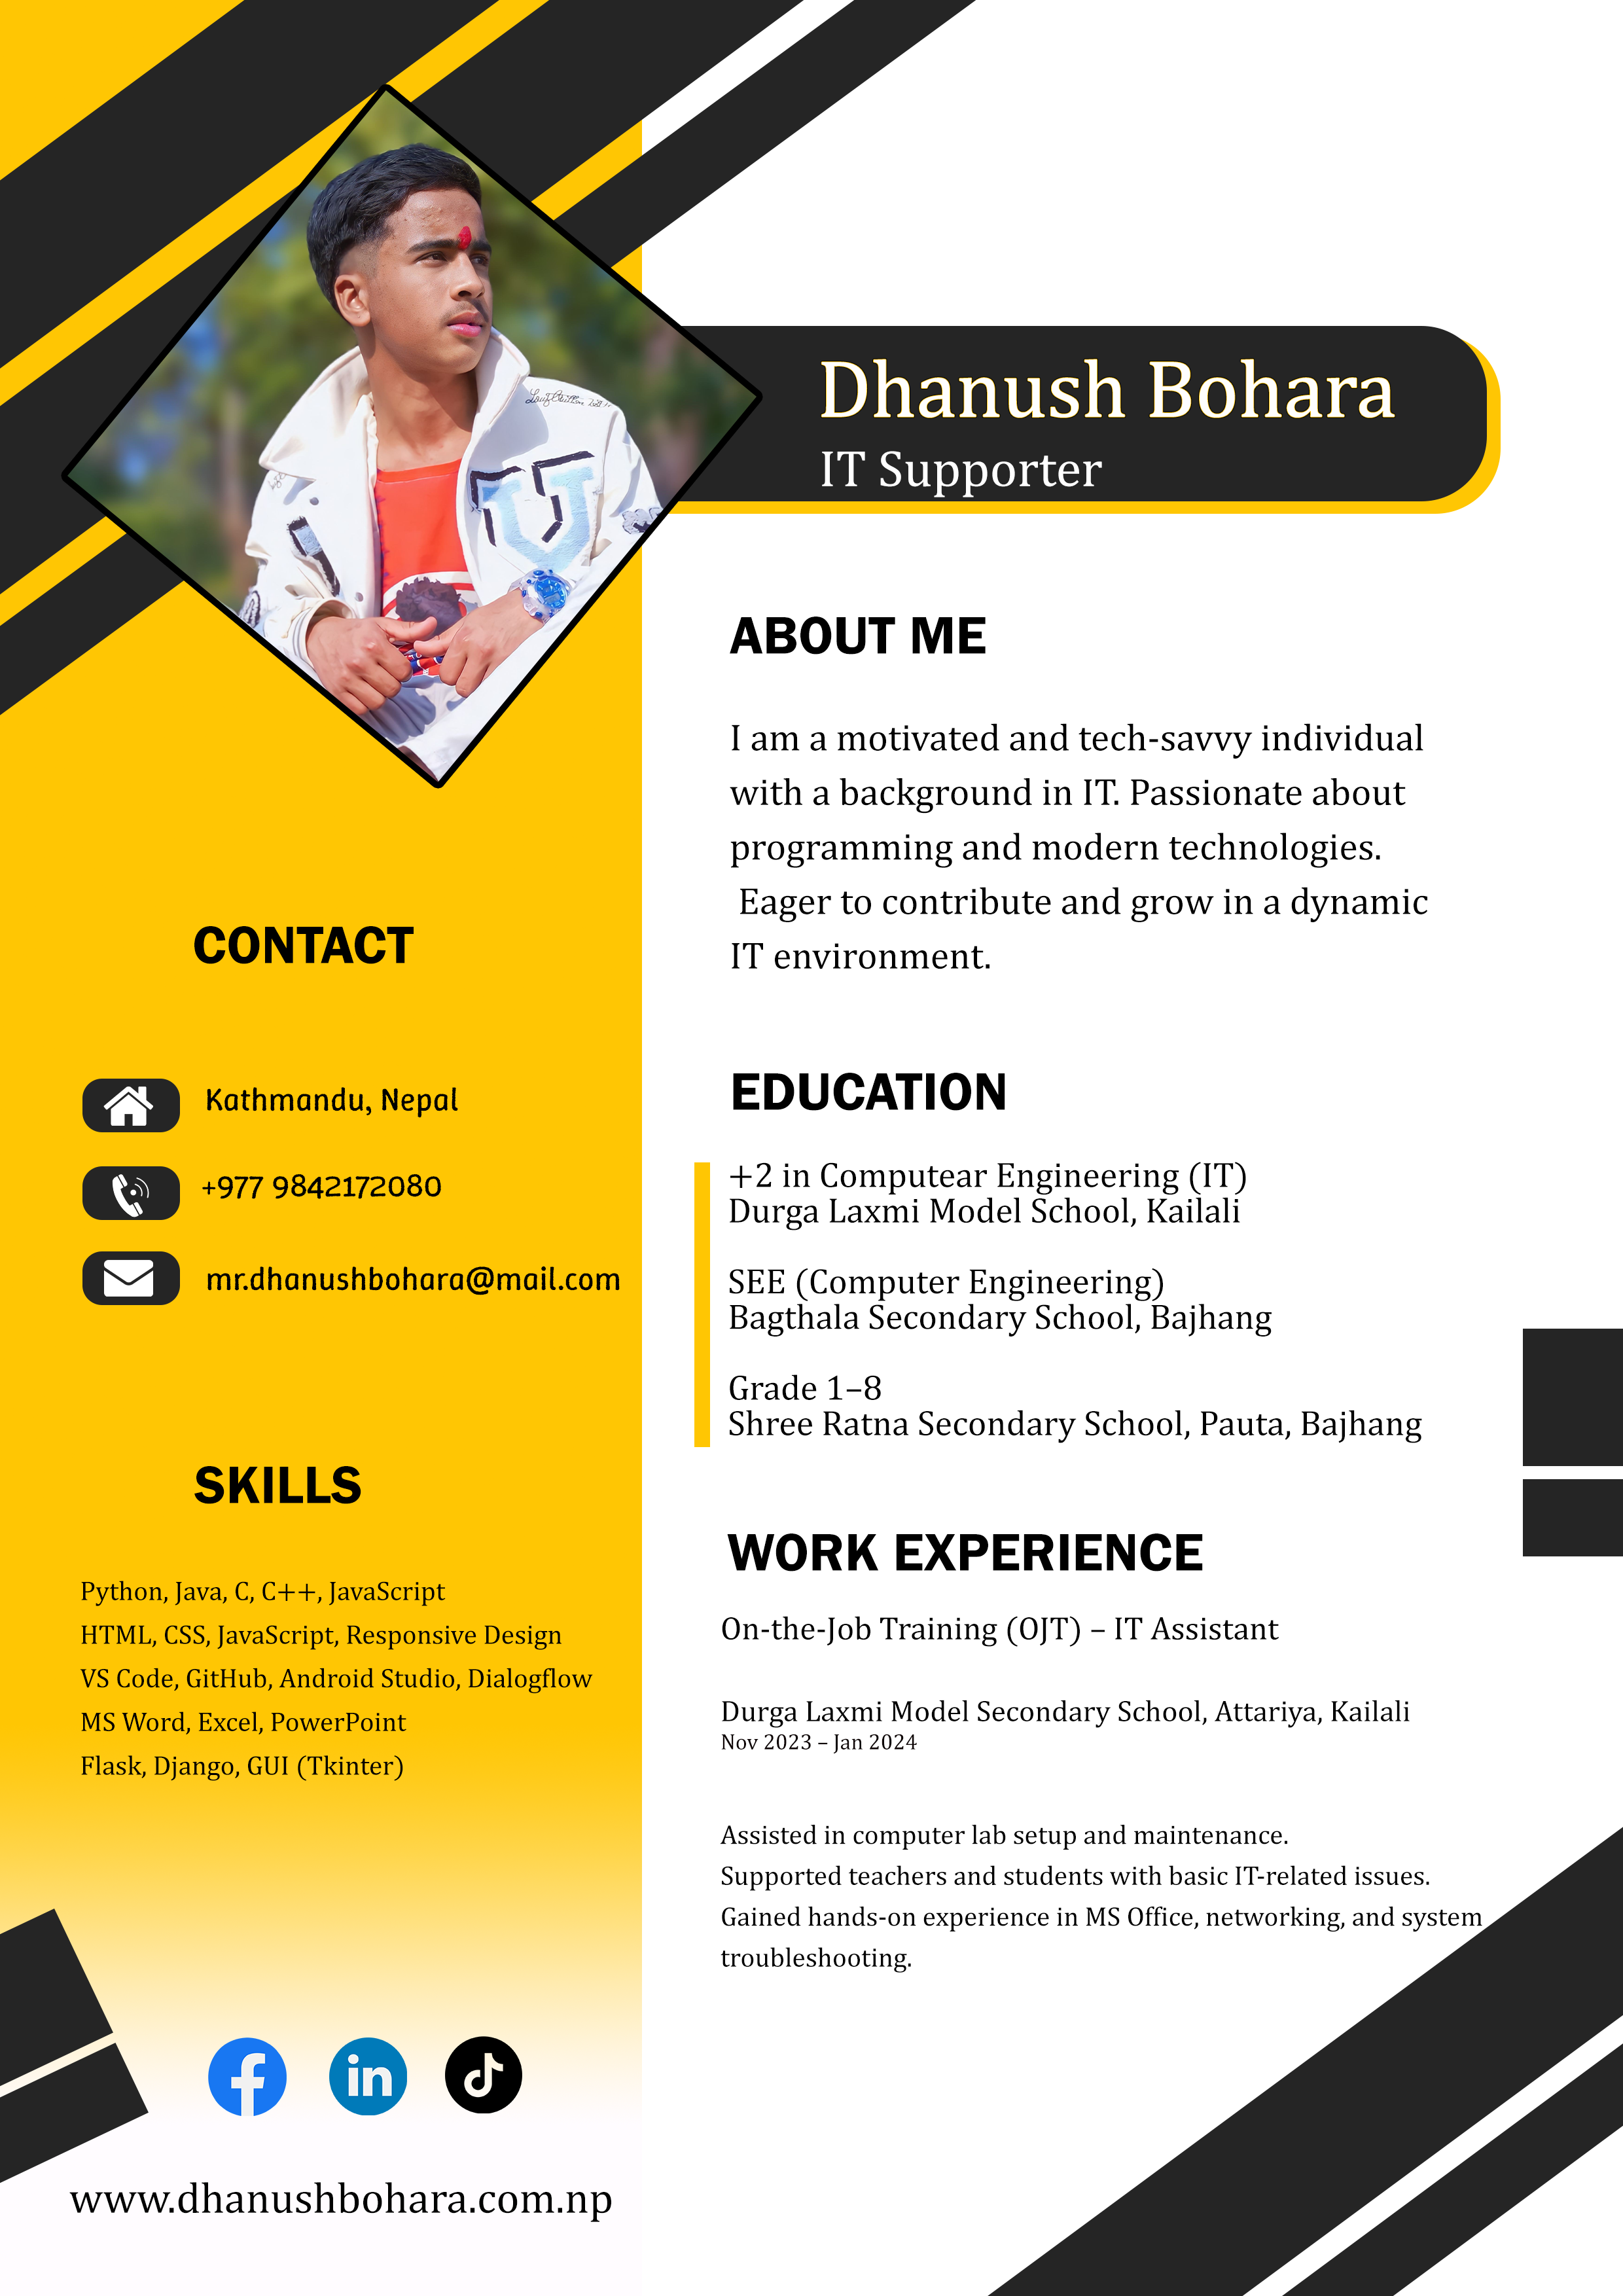 Dhanush Bohara
IT Supporter
ABOUT ME
I am a motivated and tech-savvy individual
with a background in IT. Passionate about
programming and modern technologies.
Eager to contribute and grow in a dynamic
IT environment.
CONTACT
Kathmandu, Nepal
+977 9842172080
mr.dhanushbohara@mail.com
SKILLS
Python, Java, C, C++, JavaScript
HTML, CSS, JavaScript, Responsive Design
VS Code, GitHub, Android Studio, Dialogflow
MS Word, Excel, PowerPoint
Flask, Django, GUI (Tkinter)
EDUCATION
+2 in Computear Engineering (IT)
Durga Laxmi Model School, Kailali
SEE (Computer Engineering)
Bagthala Secondary School, Bajhang
Grade 1–8
Shree Ratna Secondary School, Pauta, Bajhang
WORK EXPERIENCE
On-the-Job Training (OJT) – IT Assistant
Durga Laxmi Model Secondary School, Attariya, Kailali
Nov 2023 – Jan 2024
Assisted in computer lab setup and maintenance.
Supported teachers and students with basic IT-related issues.
Gained hands-on experience in MS Office, networking, and system
troubleshooting.
in
www.dhanushbohara.com.np